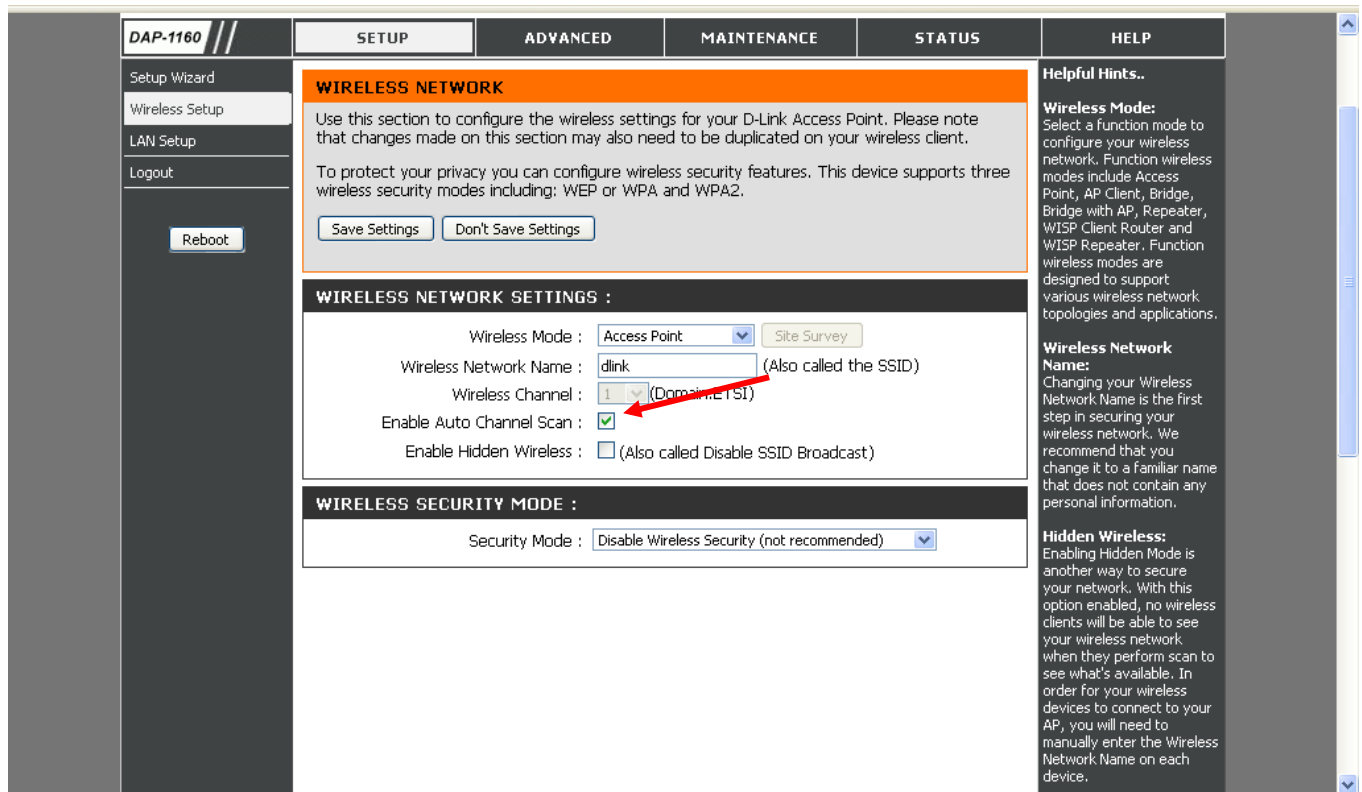 DAP-1160
SETUP
ADVANCED
MAINTENANCE
STATUS
HELP
Setup Wizard
Wireless Setup
LAN Setup
Logout
Reboot
WIRELESS NETWORK
Use this section to configure the wireless settings for your D-Link Access Point. Please note
that changes made on this section may also need to be duplicated on your wireless client.
To protect your privacy you can configure wireless security features. This device supports three
wireless security modes including: WEP or WPA and WPA2.
Save Settings
Don't Save Settings
WIRELESS NETWORK SETTINGS :
Wireless Mode : Access Point Site Survey
Wireless Network Name : dlink (Also called the SSID)
Wireless Channel : 1 (Domain:ETSI)
Enable Auto Channel Scan :
Enable Hidden Wireless : (Also called Disable SSID Broadcast)
WIRELESS SECURITY MODE :
Security Mode : Disable Wireless Security (not recommended)
Helpful Hints..
Wireless Mode:
Select a function mode to
configure your wireless
network. Function wireless
modes include Access
Point, AP Client, Bridge,
Bridge with AP, Repeater,
WISP Client Router and
WISP Repeater. Function
wireless modes are
designed to support
various wireless network
topologies and applications.
Wireless Network
Name:
Changing your Wireless
Network Name is the first
step in securing your
wireless network. We
recommend that you
change it to a familiar name
that does not contain any
personal information.
Hidden Wireless:
Enabling Hidden Mode is
another way to secure
your network. With this
option enabled, no wireless
clients will be able to see
your wireless network
when they perform scan to
see what's available. In
order for your wireless
devices to connect to your
AP, you will need to
manually enter the Wireless
Network Name on each
device.